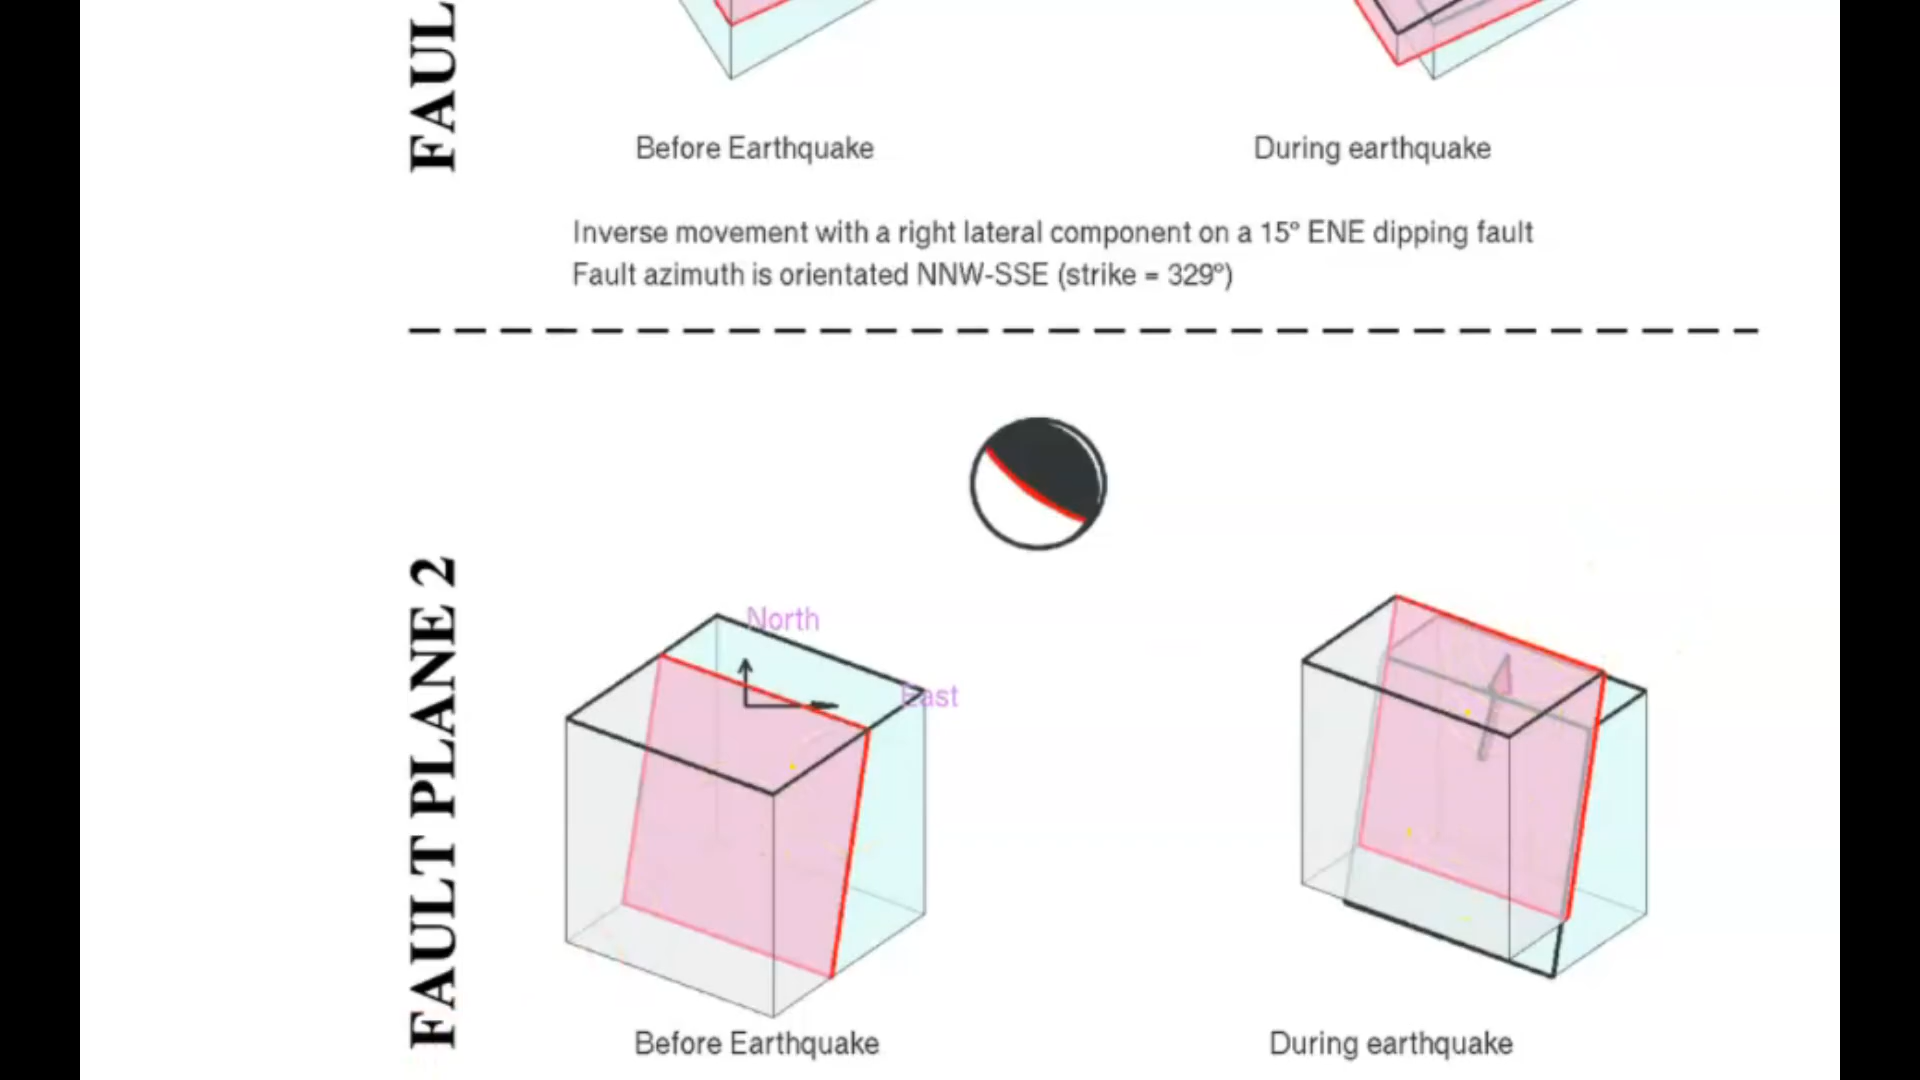 FAUL
Before Earthquake
During earthquake
Inverse movement with a right lateral component on a 15° ENE dipping fault
Fault azimuth is orientated NNW-SSE (strike = 329°)
FAULT PLANE 2
North
East
Before Earthquake
During earthquake